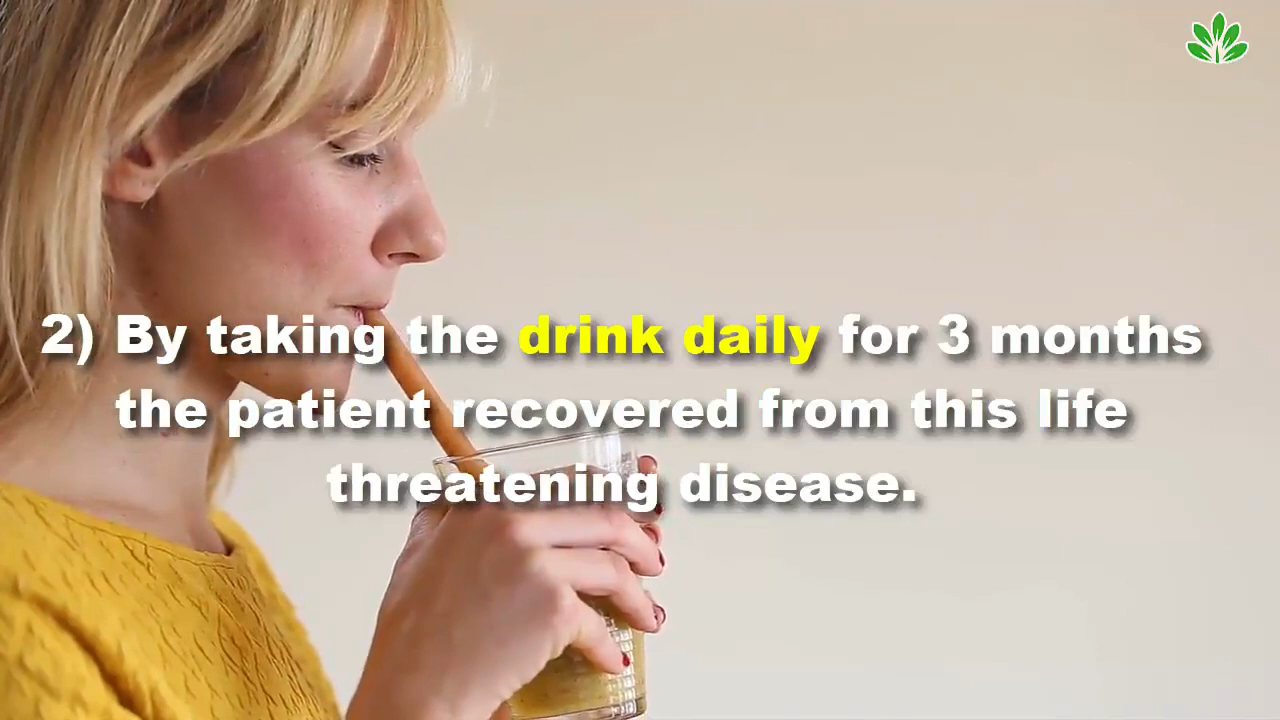 2) By taking the drink daily for 3 months
the patient recovered from this life
threatening disease.